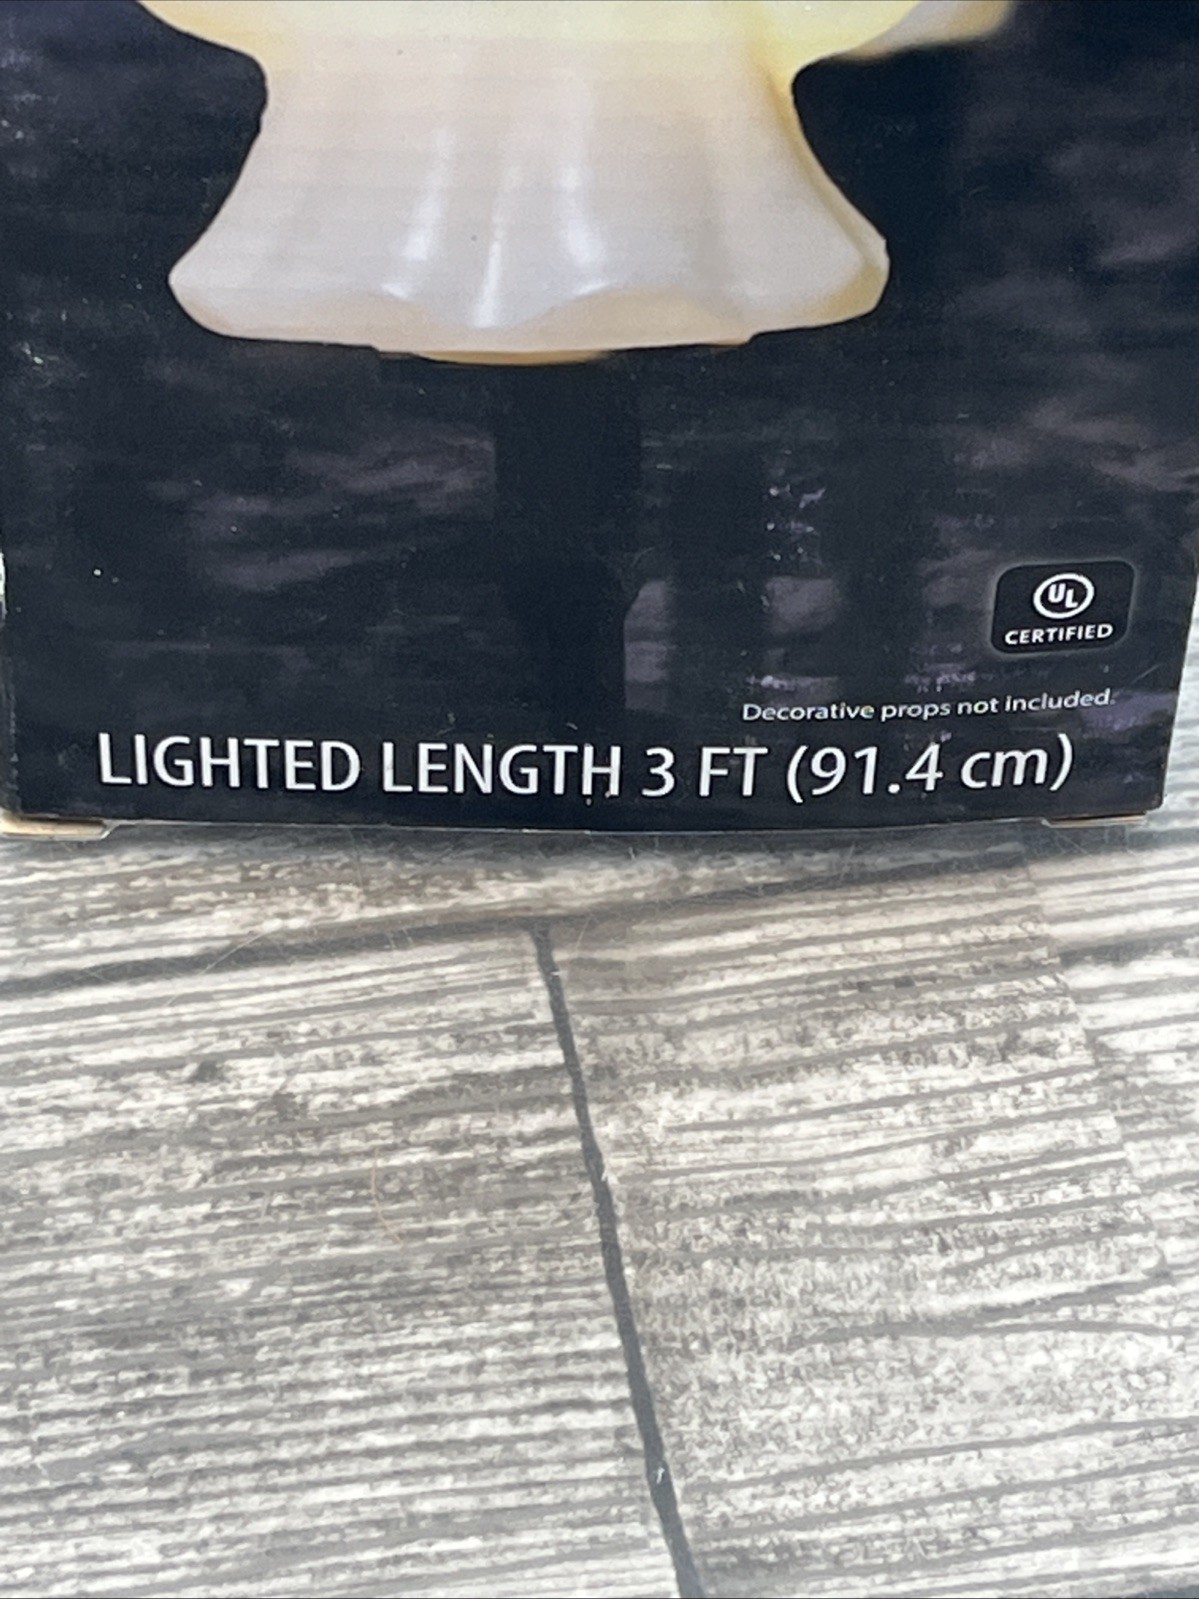 UL
CERTIFIED
Decorative props not included.
LIGHTED LENGTH 3 FT (91.4 cm)